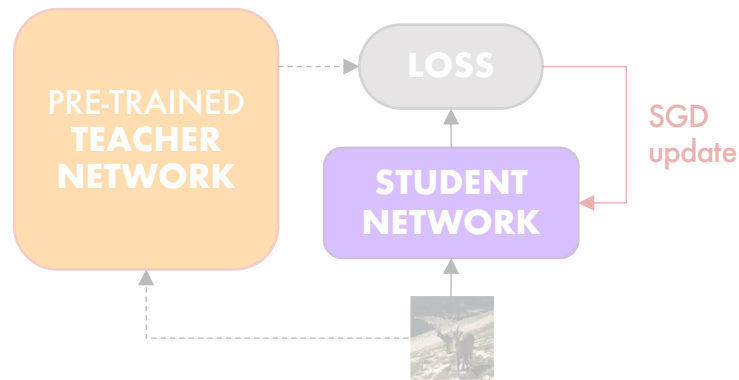 PRE-TRAINED
TEACHER
NETWORK
LOSS
STUDENT
NETWORK
SGD
update